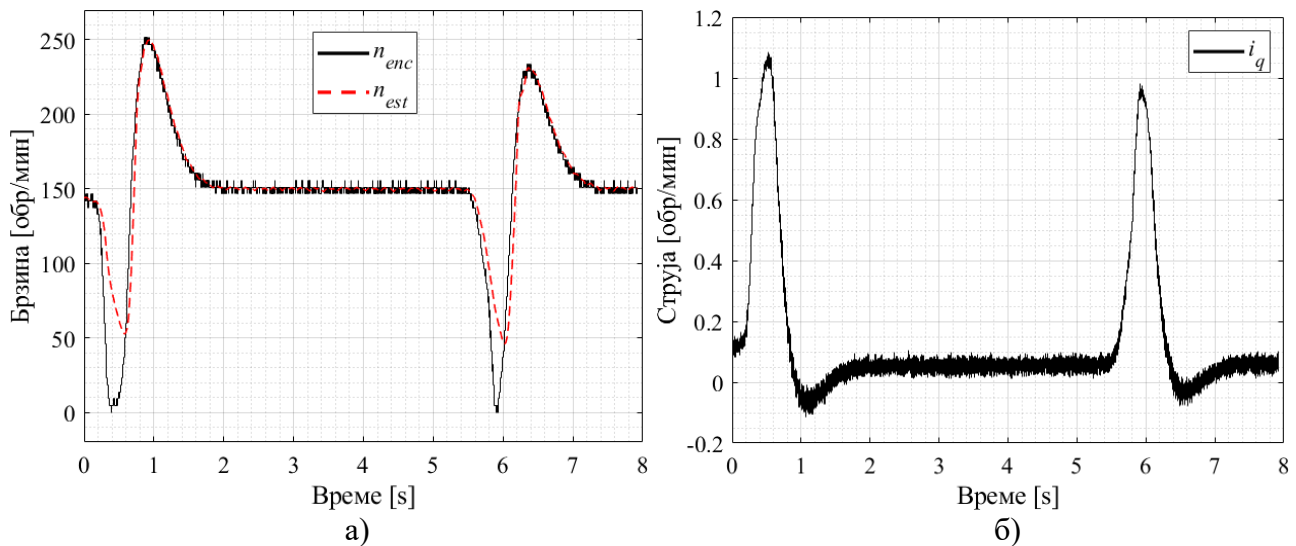 250
200
150
100
50
0
0 1 2 3 4 5 6 7 8
Брзина [обр/мин]
Време [s]
n_enc
n_est
а)
1.2
1
0.8
0.6
0.4
0.2
0
-0.2
0 1 2 3 4 5 6 7 8
Струја [обр/мин]
Време [s]
i_q
б)